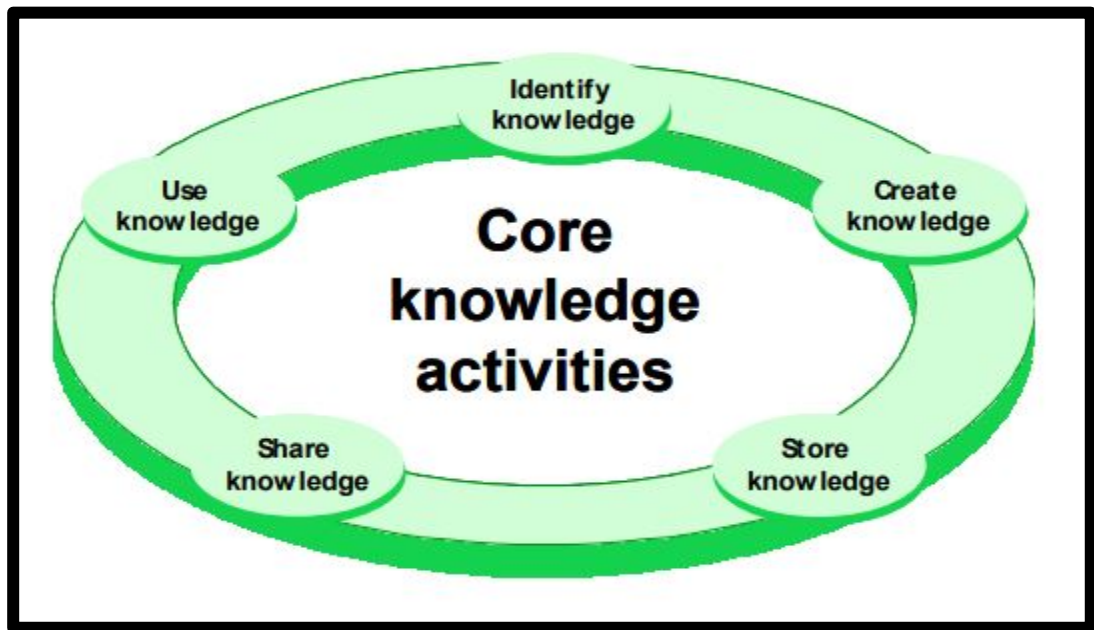 Identify
knowledge
Use
knowledge
Create
knowledge
Core
knowledge
activities
Share
knowledge
Store
knowledge